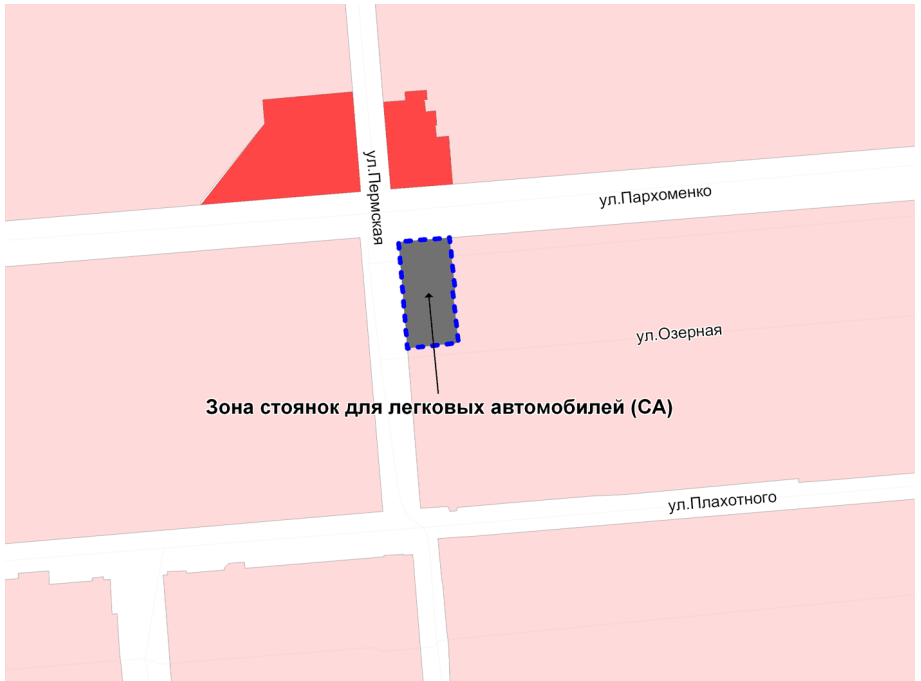 ул.Пермская
ул.Пархоменко
ул.Озерная
Зона стоянок для легковых автомобилей (СА)
ул.Плахотного